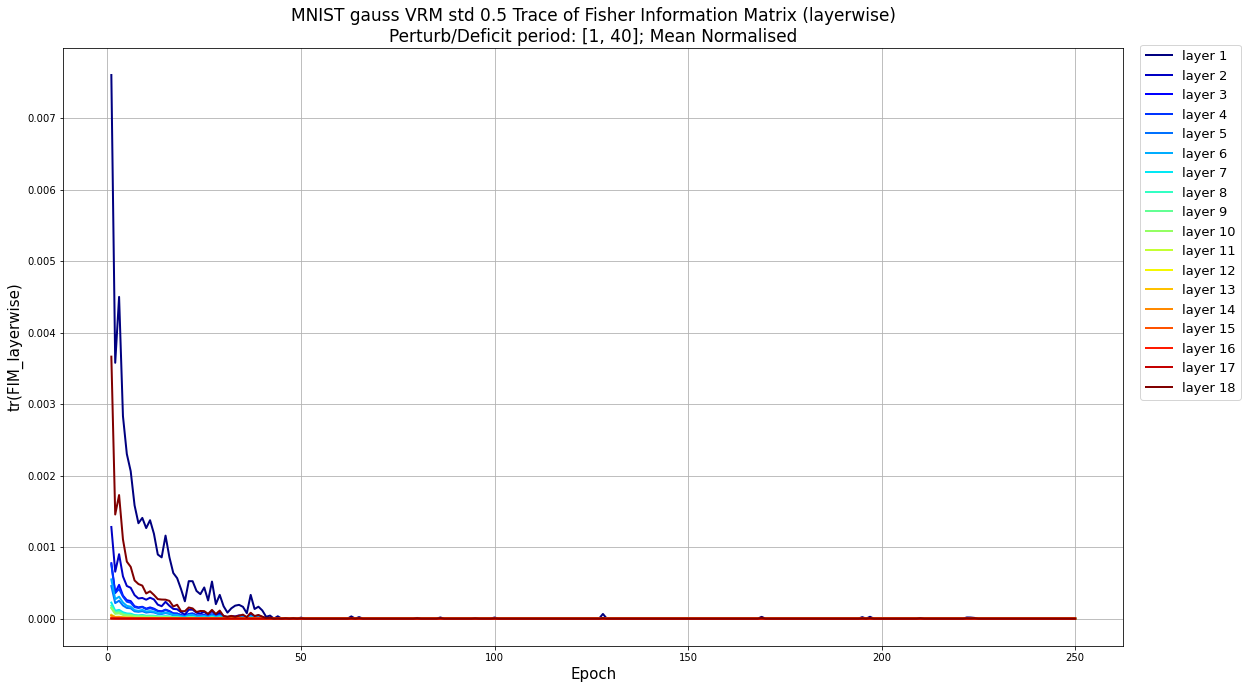 MNIST gauss VRM std 0.5 Trace of Fisher Information Matrix (layerwise)
Perturb/Deficit period: [1, 40]; Mean Normalised
tr(FIM_layerwise)
0.007
0.006
0.005
0.004
0.003
0.002
0.001
0.000
0
50
100
150
200
250
Epoch
layer 1
layer 2
layer 3
layer 4
layer 5
layer 6
layer 7
layer 8
layer 9
layer 10
layer 11
layer 12
layer 13
layer 14
layer 15
layer 16
layer 17
layer 18